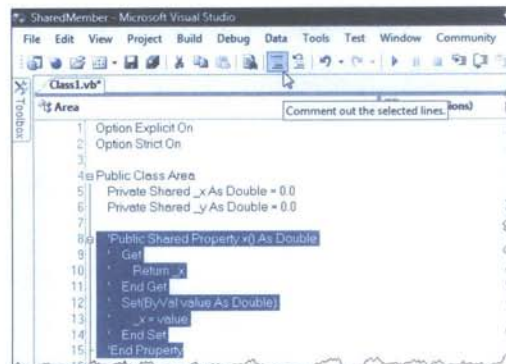 SharedMember - Microsoft Visual Studio
File Edit View Project Build Debug Data Tools Test Window Community
Class1.vb*
Toolbox
Area
ions)
Comment out the selected lines.
1 Option Explicit On
2 Option Strict On
3
4 Public Class Area
5 Private Shared _x As Double = 0.0
6 Private Shared _y As Double = 0.0
7
8 'Public Shared Property x() As Double
9 ' Get
10 ' Return _x
11 ' End Get
12 ' Set(ByVal value As Double)
13 ' _x = value
14 ' End Set
15 'End Property